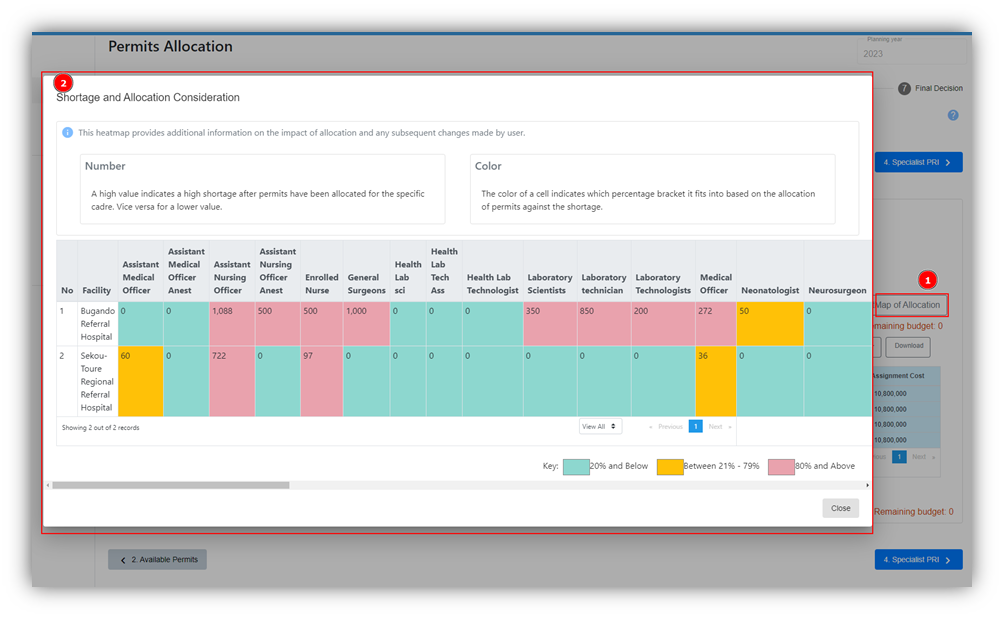 Permits Allocation
Planning year
2023
7 Final Decision
?
4. Specialist PRI
2
Shortage and Allocation Consideration
i This heatmap provides additional information on the impact of allocation and any subsequent changes made by user.
Number
A high value indicates a high shortage after permits have been allocated for the specific
cadre. Vice versa for a lower value.
Color
The color of a cell indicates which percentage bracket it fits into based on the allocation
of permits against the shortage.
No Facility Assistant Medical Officer Assistant Medical Officer Anest Assistant Nursing Officer Assistant Nursing Officer Anest Enrolled Nurse General Surgeons Health Lab sci Health Lab Tech Ass Health Lab Technologist Laboratory Scientists Laboratory technician Laboratory Technologists Medical Officer Neonatologist Neurosurgeon
1 Bugando Referral Hospital 0 0 1,088 500 500 1,000 0 0 0 350 850 200 272 50 0
2 Sekou-Toure Regional Referral Hospital 60 0 722 0 97 0 0 0 0 0 0 0 36 0 0
Showing 2 out of 2 records
View All
« Previous 1 Next »
Key: 20% and Below Between 21% - 79% 80% and Above
Close
1
Map of Allocation
maining budget: 0
Download
Assignment Cost
10,800,000
10,800,000
10,800,000
10,800,000
1 Next »
Remaining budget: 0
2. Available Permits
4. Specialist PRI